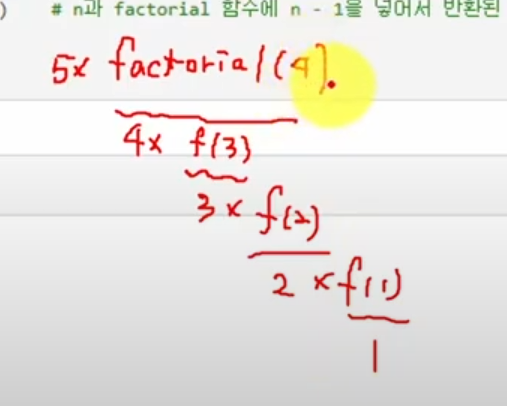 ) # n과 factorial 함수에 n - 1을 넣어서 반환된
5x factorial(4).
4x f(3)
3 x f(2)
2 x f(1)
1